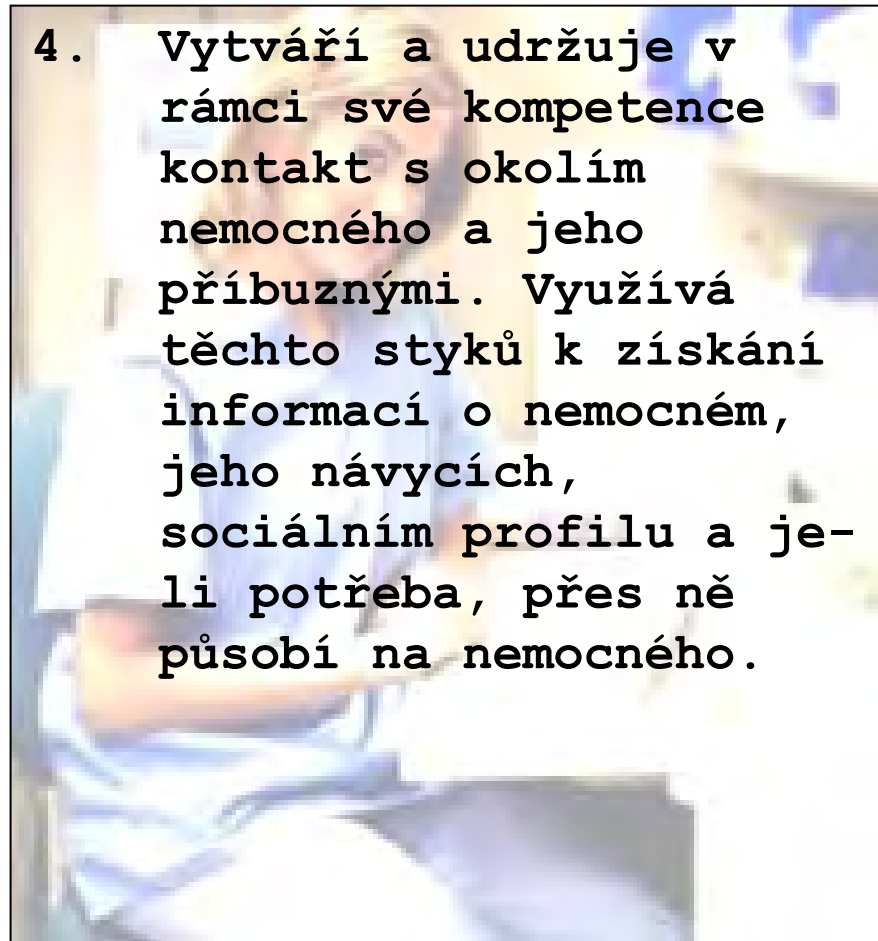 4. Vytváří a udržuje v
rámci své kompetence
kontakt s okolím
nemocného a jeho
příbuznými. Využívá
těchto styků k získání
informací o nemocném,
jeho návycích,
sociálním profilu a je-
li potřeba, přes ně
působí na nemocného.